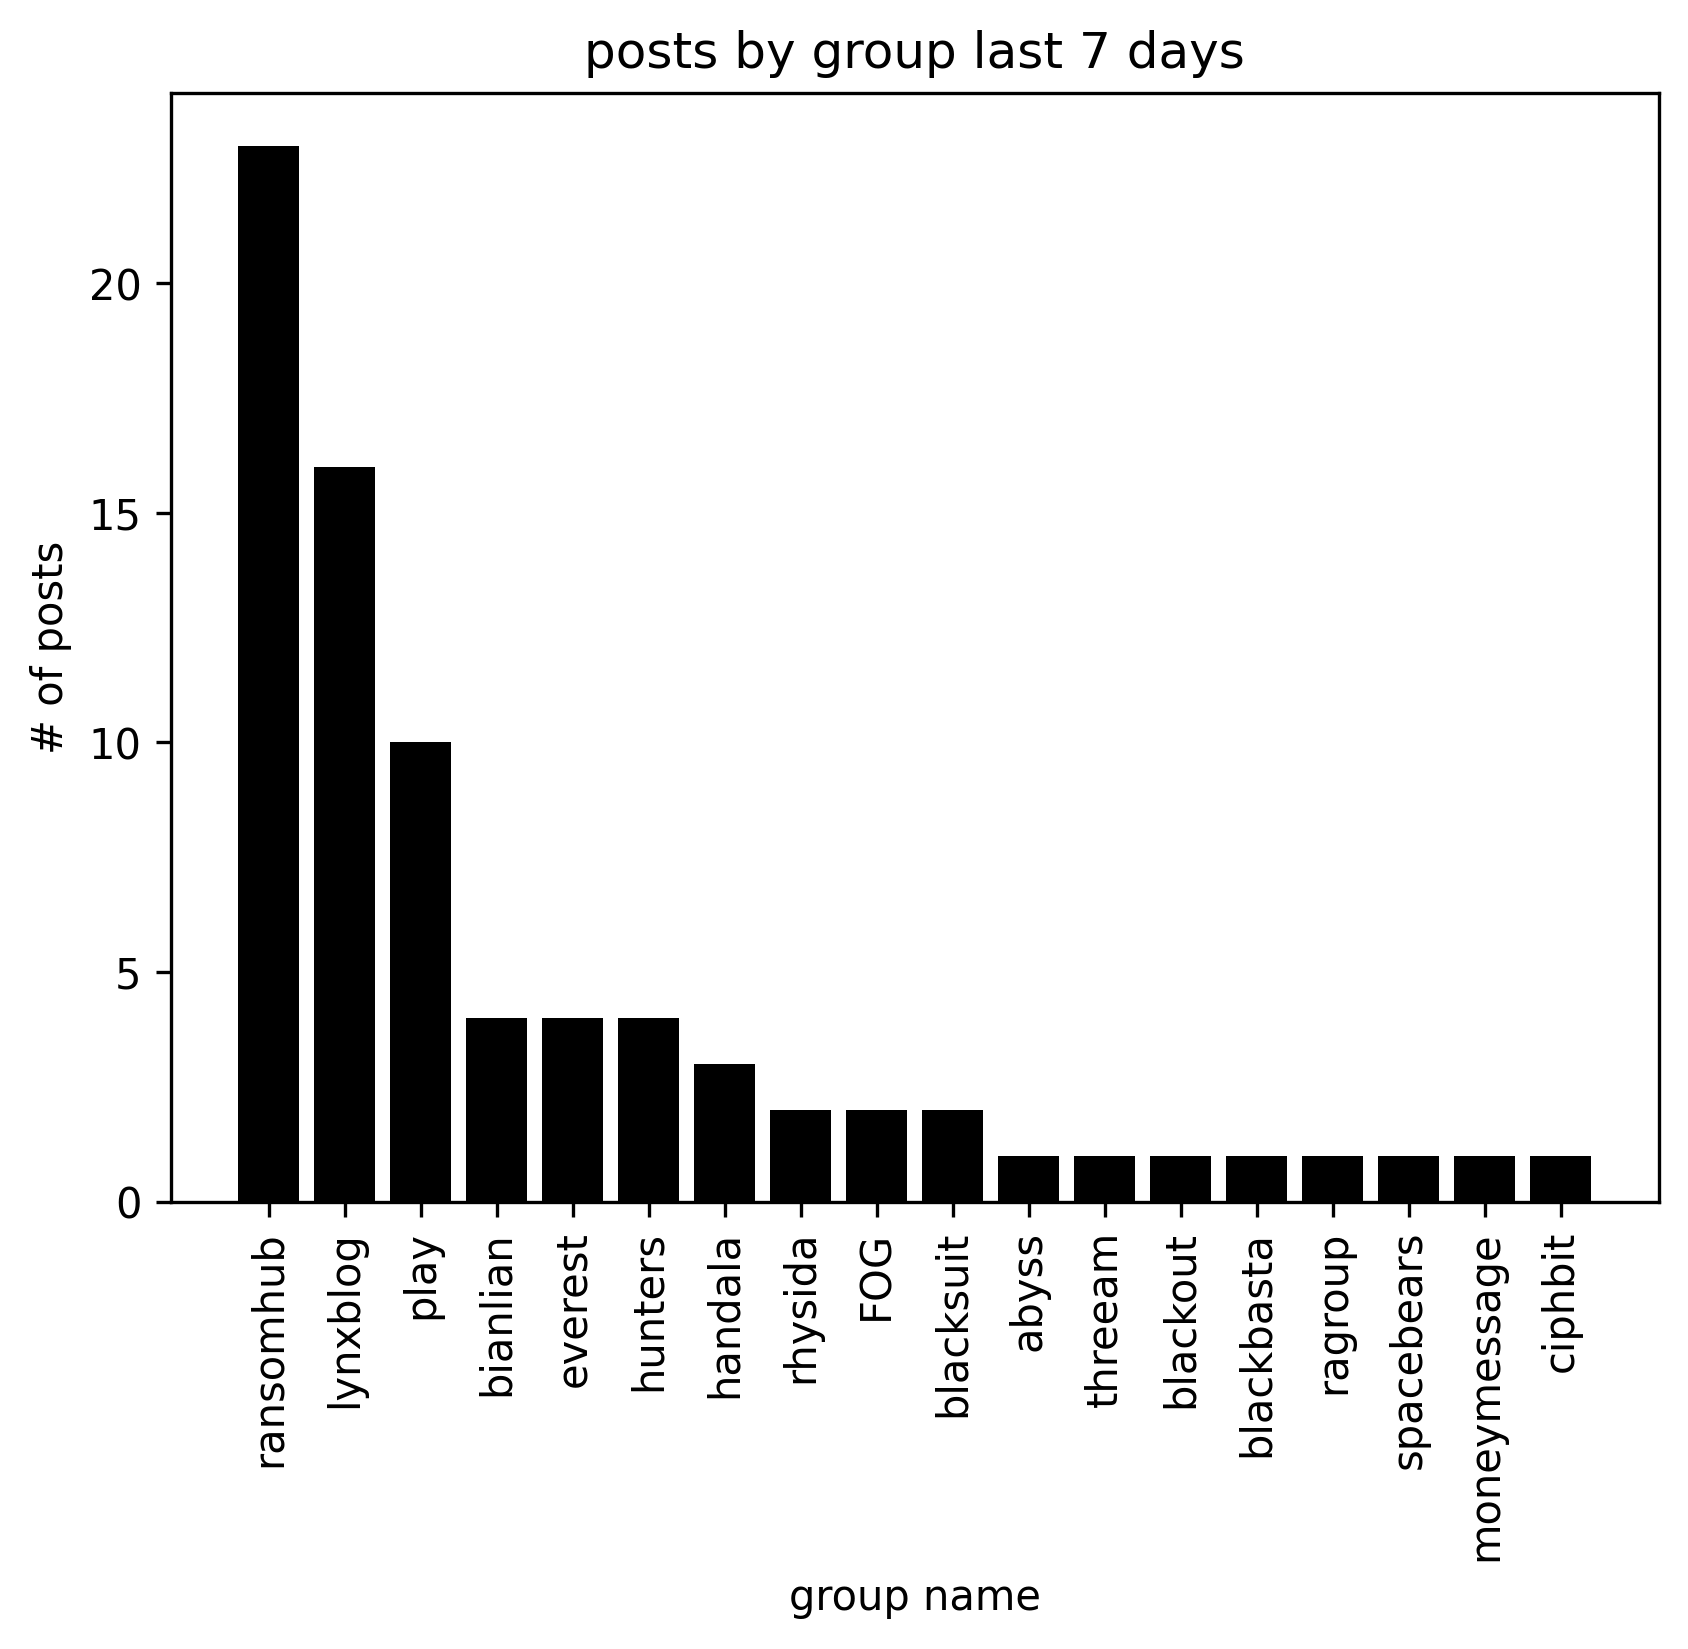 posts by group last 7 days
# of posts
20
15
10
5
0
ransomhub
lynxblog
play
bianlian
everest
hunters
handala
rhysida
FOG
blacksuit
abyss
threeam
blackout
blackbasta
ragroup
spacebears
moneymessage
ciphbit
group name